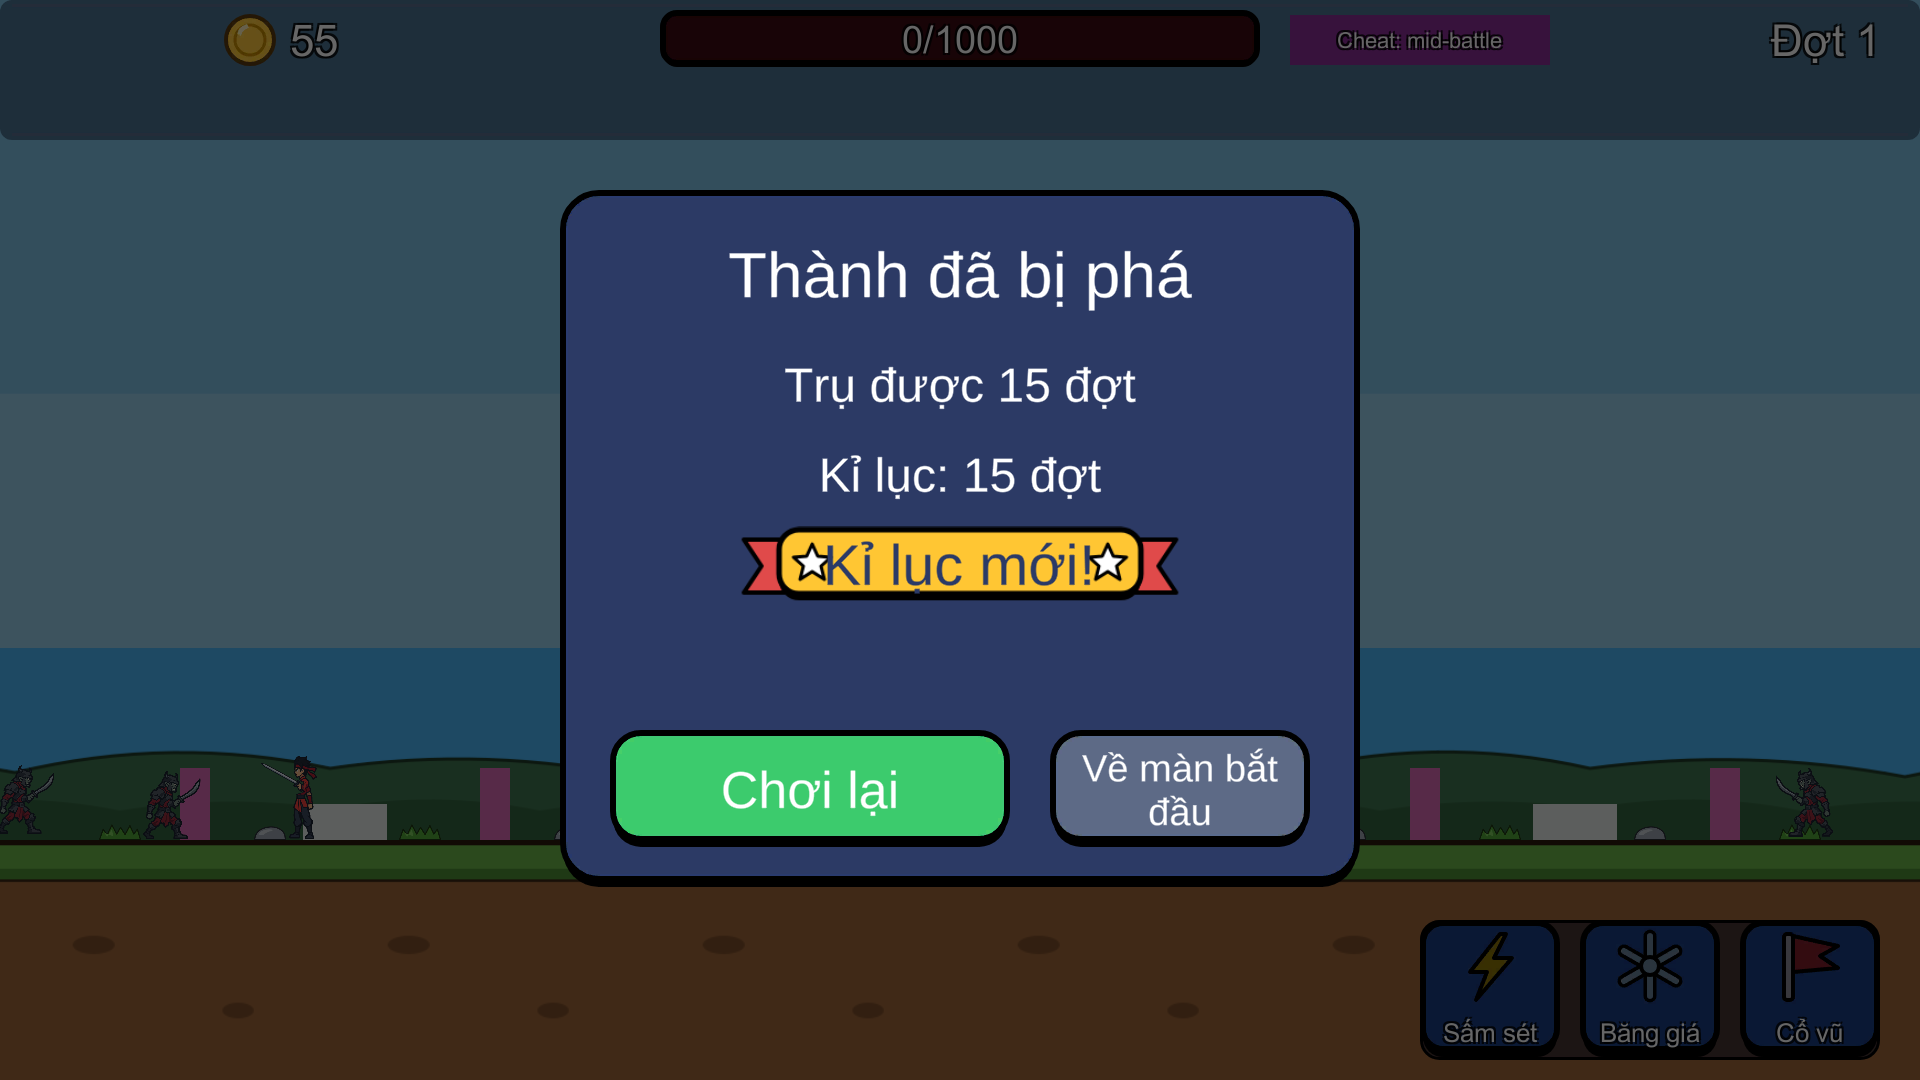 55
0/1000
Cheat: mid-battle
Đợt 1
Thành đã bị phá
Trụ được 15 đợt
Kỉ lục: 15 đợt
Kỉ lục mới!
Chơi lại
Về màn bắt
đầu
Sấm sét
Băng giá
Cổ vũ